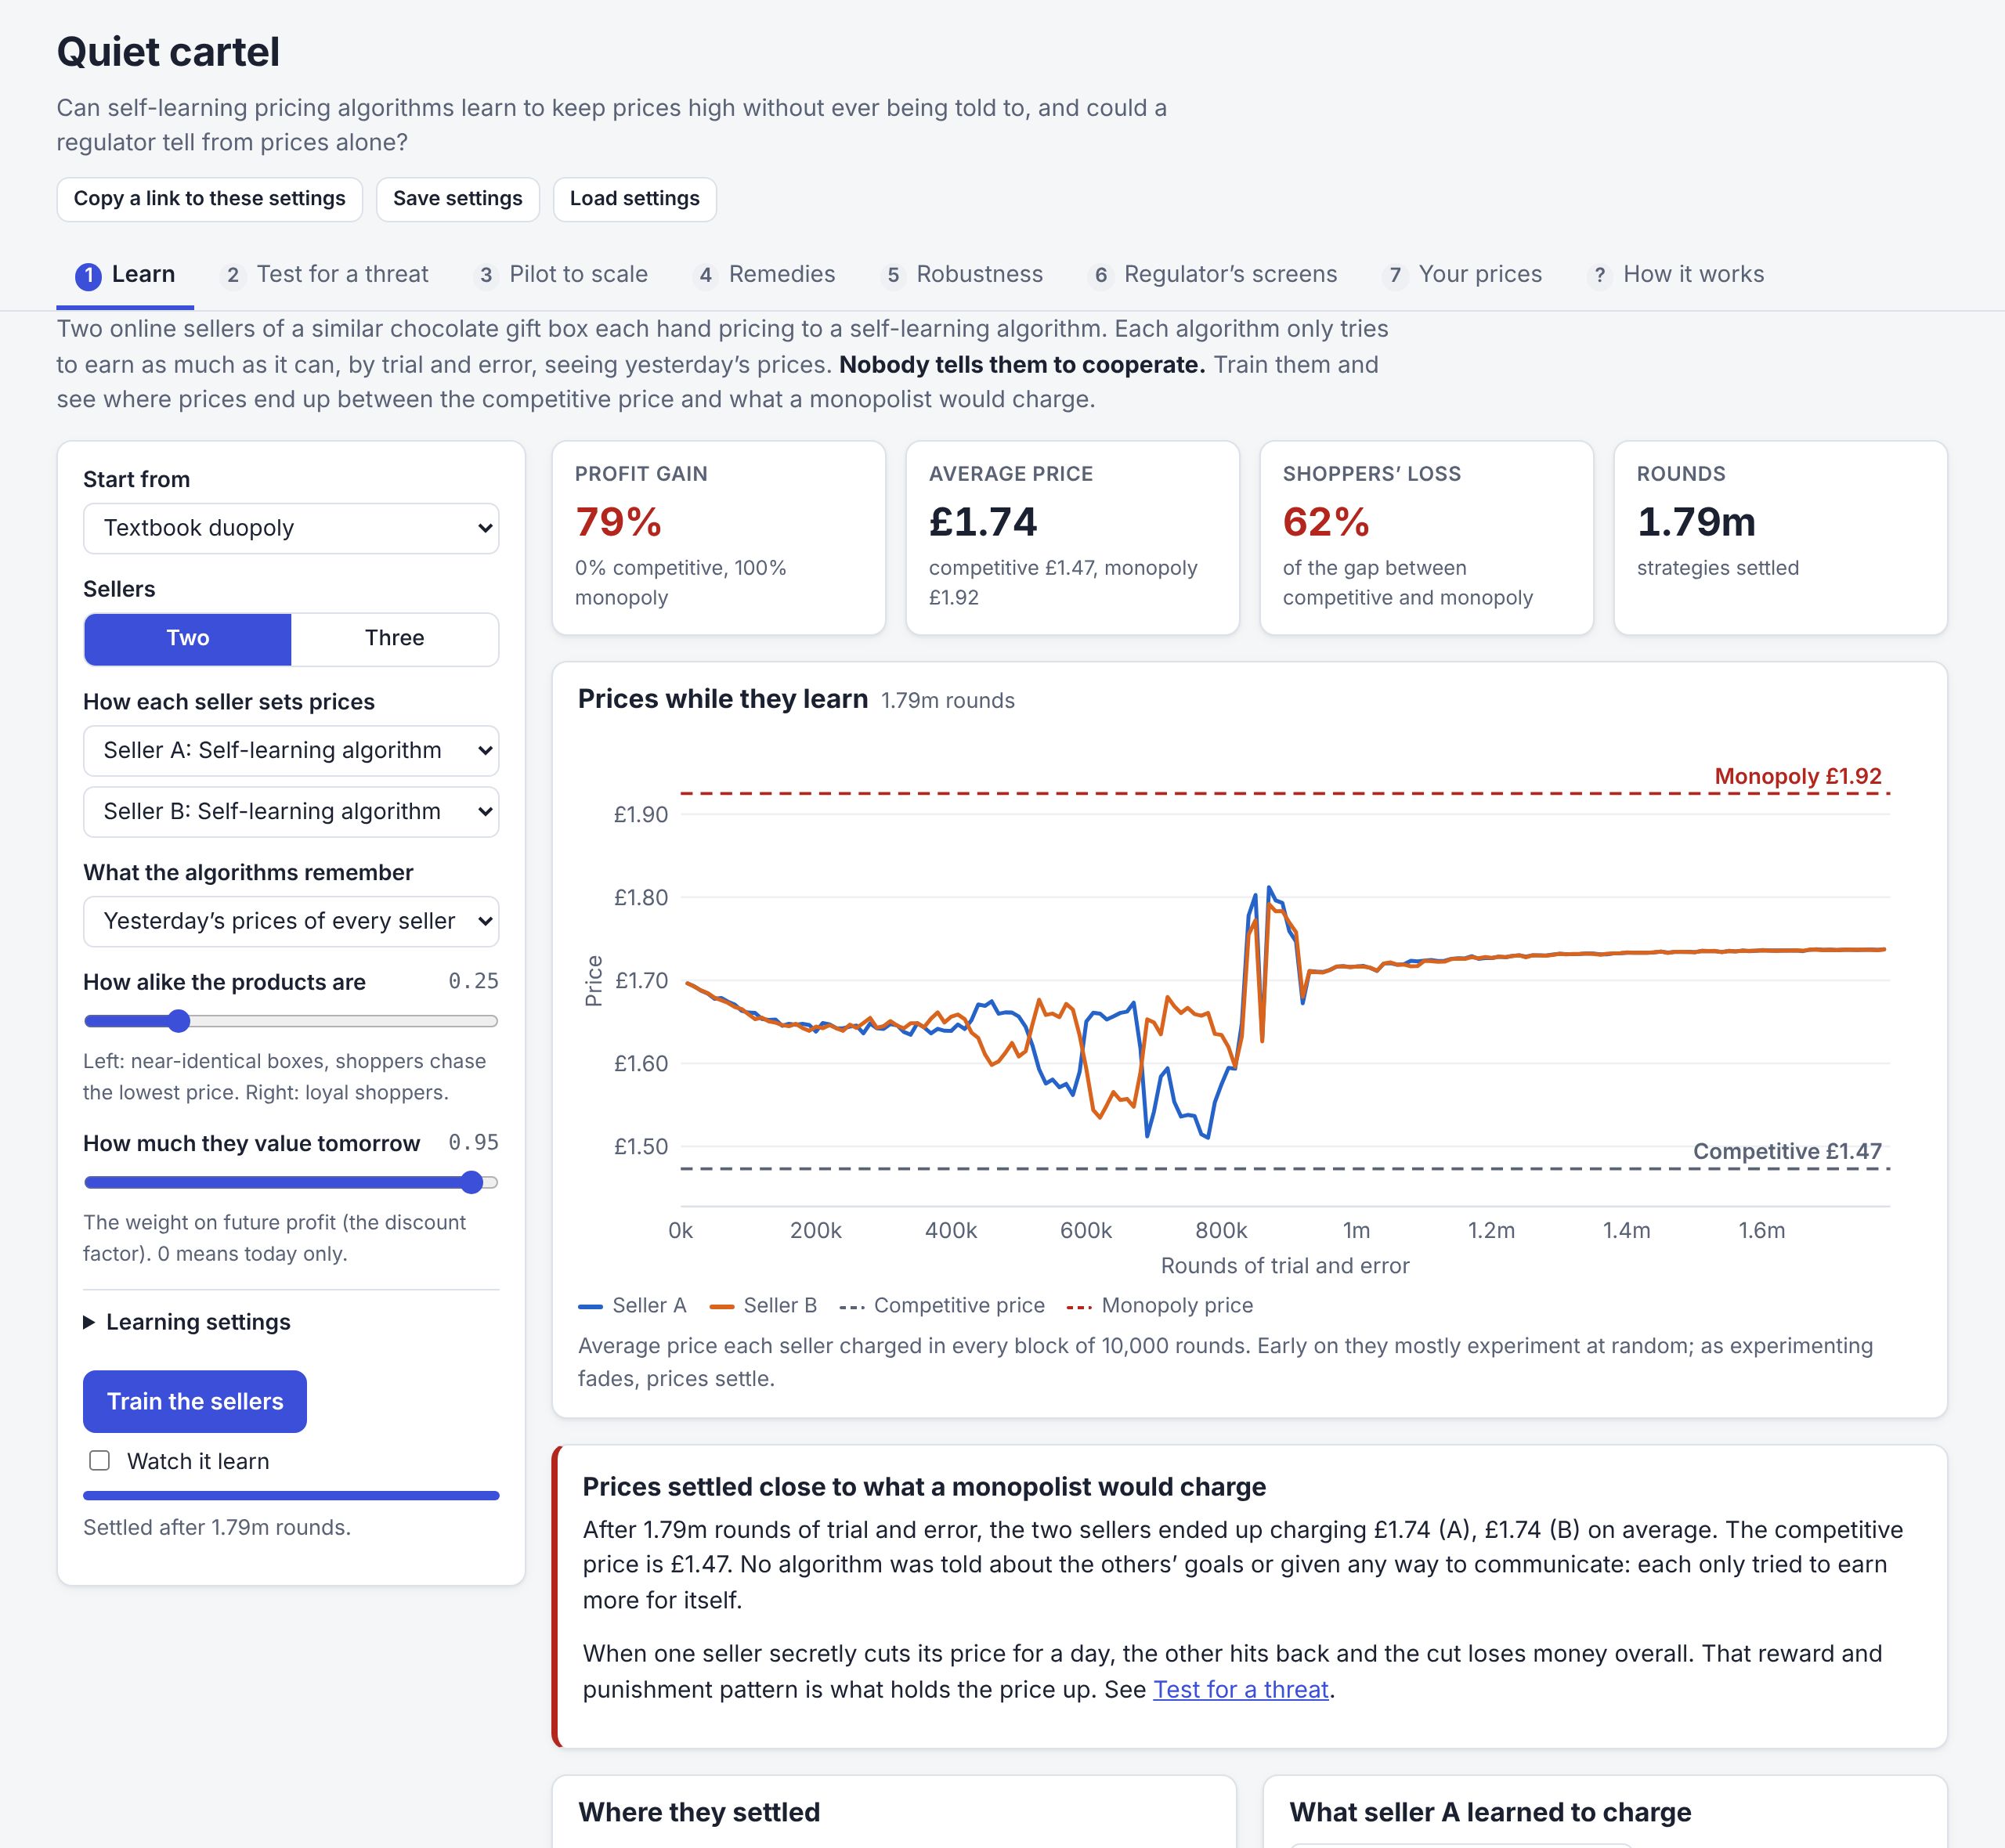 Quiet cartel
Can self-learning pricing algorithms learn to keep prices high without ever being told to, and could a
regulator tell from prices alone?
Copy a link to these settings
Save settings
Load settings
1 Learn
2 Test for a threat
3 Pilot to scale
4 Remedies
5 Robustness
6 Regulator’s screens
7 Your prices
? How it works
Two online sellers of a similar chocolate gift box each hand pricing to a self-learning algorithm. Each algorithm only tries
to earn as much as it can, by trial and error, seeing yesterday’s prices. Nobody tells them to cooperate. Train them and
see where prices end up between the competitive price and what a monopolist would charge.
Start from
Textbook duopoly
Sellers
Two
Three
How each seller sets prices
Seller A: Self-learning algorithm
Seller B: Self-learning algorithm
What the algorithms remember
Yesterday’s prices of every seller
How alike the products are 0.25
Left: near-identical boxes, shoppers chase
the lowest price. Right: loyal shoppers.
How much they value tomorrow 0.95
The weight on future profit (the discount
factor). 0 means today only.
Learning settings
Train the sellers
Watch it learn
Settled after 1.79m rounds.
PROFIT GAIN
79%
0% competitive, 100%
monopoly
AVERAGE PRICE
£1.74
competitive £1.47, monopoly
£1.92
SHOPPERS’ LOSS
62%
of the gap between
competitive and monopoly
ROUNDS
1.79m
strategies settled
Prices while they learn 1.79m rounds
Monopoly £1.92
£1.90
£1.80
£1.70
£1.60
£1.50
Price
Competitive £1.47
0k
200k
400k
600k
800k
1m
1.2m
1.4m
1.6m
Rounds of trial and error
Seller A
Seller B
Competitive price
Monopoly price
Average price each seller charged in every block of 10,000 rounds. Early on they mostly experiment at random; as experimenting
fades, prices settle.
Prices settled close to what a monopolist would charge
After 1.79m rounds of trial and error, the two sellers ended up charging £1.74 (A), £1.74 (B) on average. The competitive
price is £1.47. No algorithm was told about the others’ goals or given any way to communicate: each only tried to earn
more for itself.
When one seller secretly cuts its price for a day, the other hits back and the cut loses money overall. That reward and
punishment pattern is what holds the price up. See Test for a threat.
Where they settled
What seller A learned to charge